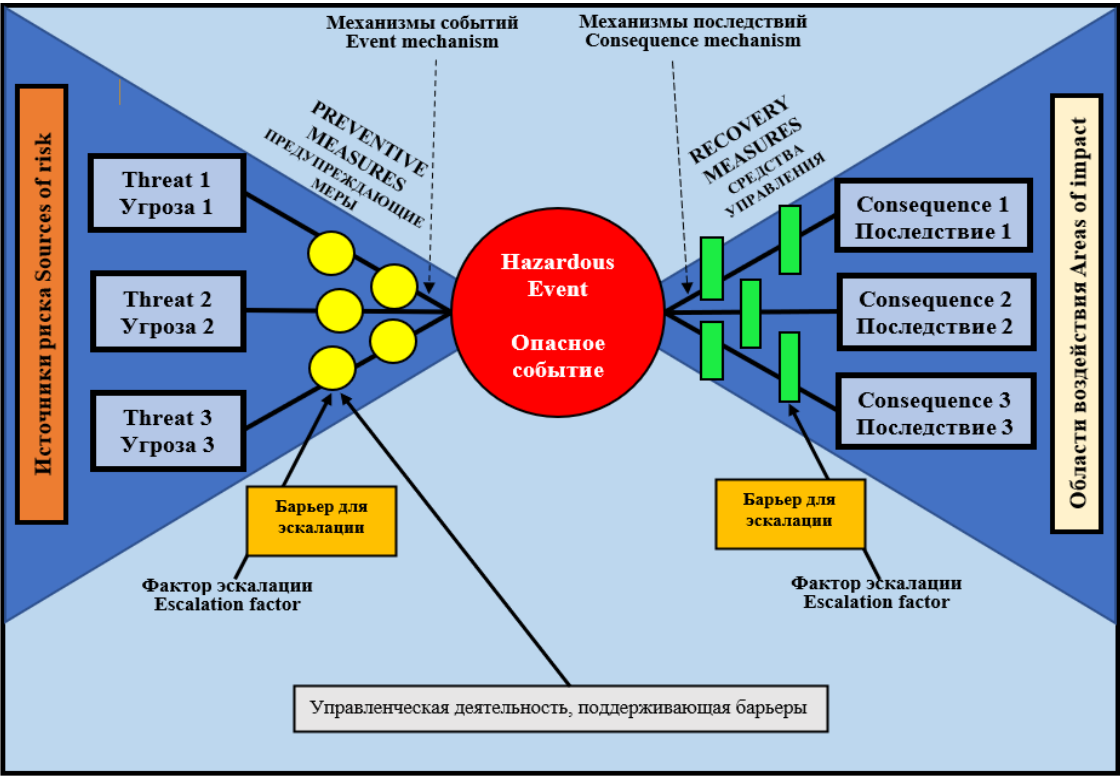 Механизмы событий
Event mechanism
Механизмы последствий
Consequence mechanism
Источники риска Sources of risk
PREVENTIVE
MEASURES
ПРЕДУПРЕЖДАЮЩИЕ
МЕРЫ
RECOVERY
MEASURES
СРЕДСТВА
УПРАВЛЕНИЯ
Области воздействия Areas of impact
Threat 1
Угроза 1
Threat 2
Угроза 2
Threat 3
Угроза 3
Hazardous
Event
Опасное
событие
Consequence 1
Последствие 1
Consequence 2
Последствие 2
Consequence 3
Последствие 3
Барьер для
эскалации
Фактор эскалации
Escalation factor
Барьер для
эскалации
Фактор эскалации
Escalation factor
Управленческая деятельность, поддерживающая барьеры